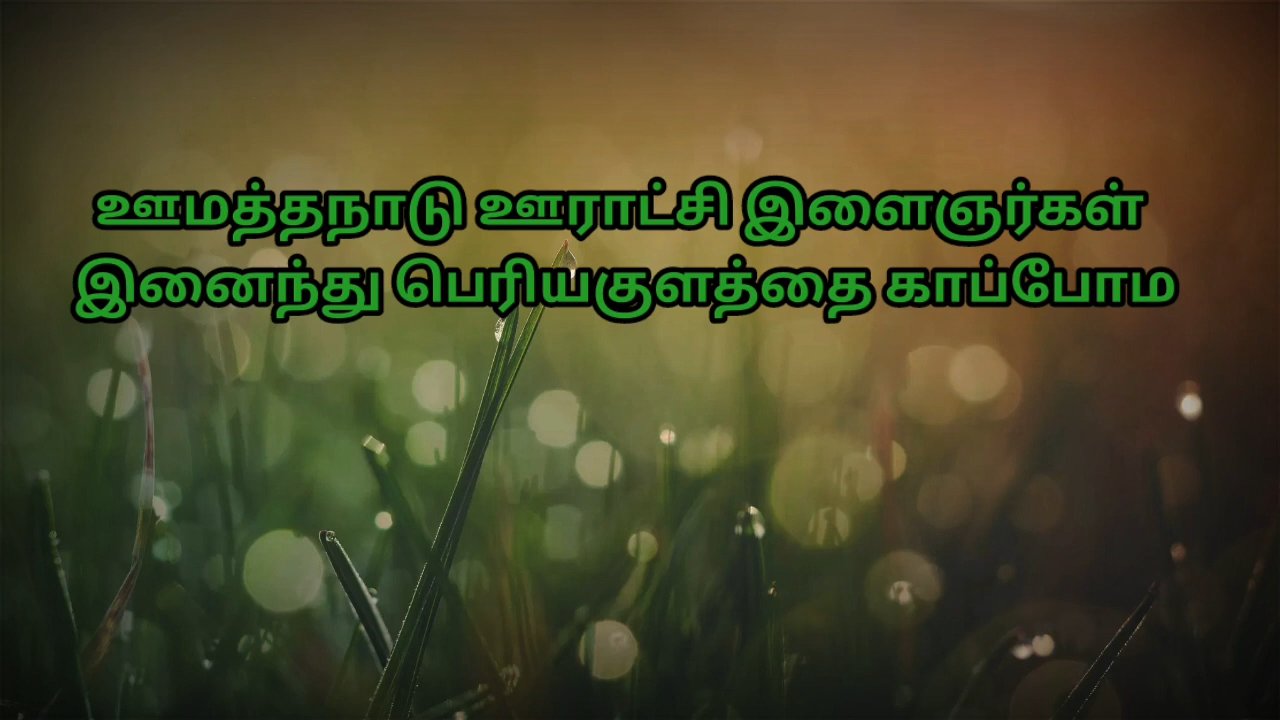 ஊமத்தநாடு ஊராட்சி இளைஞர்கள்
இனைந்து பெரியகுளத்தை காப்போம